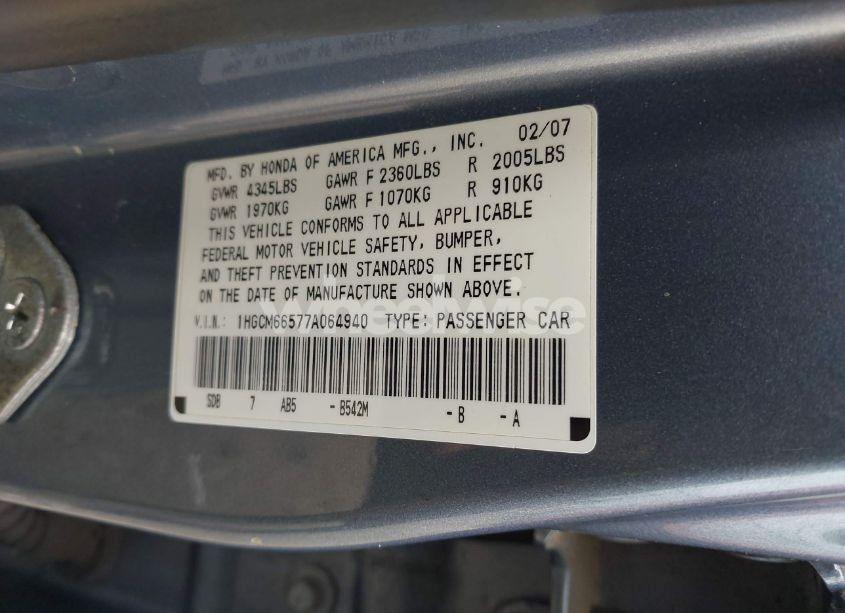 MFD. BY HONDA OF AMERICA MFG., INC. 02/07
GVWR 4345LBS GAWR F 2360LBS R 2005LBS
GVWR 1970KG GAWR F 1070KG R 910KG
THIS VEHICLE CONFORMS TO ALL APPLICABLE
FEDERAL MOTOR VEHICLE SAFETY, BUMPER,
AND THEFT PREVENTION STANDARDS IN EFFECT
ON THE DATE OF MANUFACTURE SHOWN ABOVE.
WheelWise
V.I.N.: 1HGCM66577A064940 TYPE: PASSENGER CAR
SDB 7 AB5 -B542M -B -A